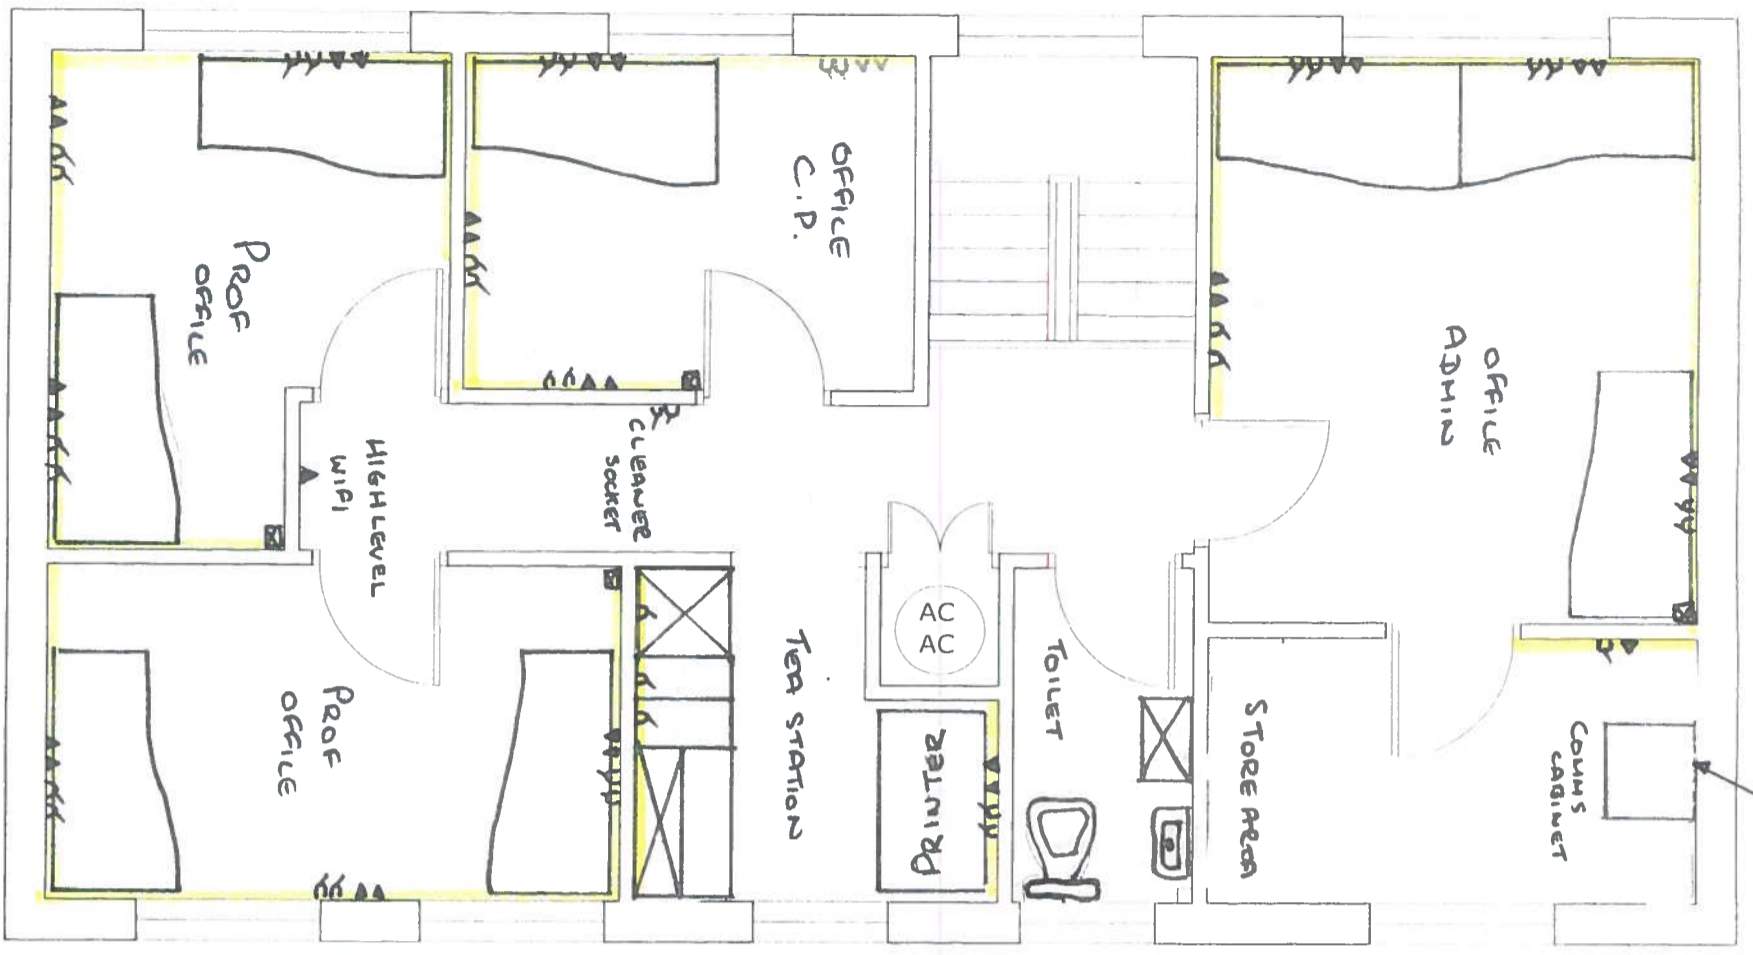 PROF
OFFICE
OFFICE
C.P.
OFFICE
ADMIN
HIGH LEVEL
WIFI
CLEANER
SOCKET
PROF
OFFICE
TEA STATION
AC
AC
PRINTER
TOILET
STORE AREA
COMMS
CABINET